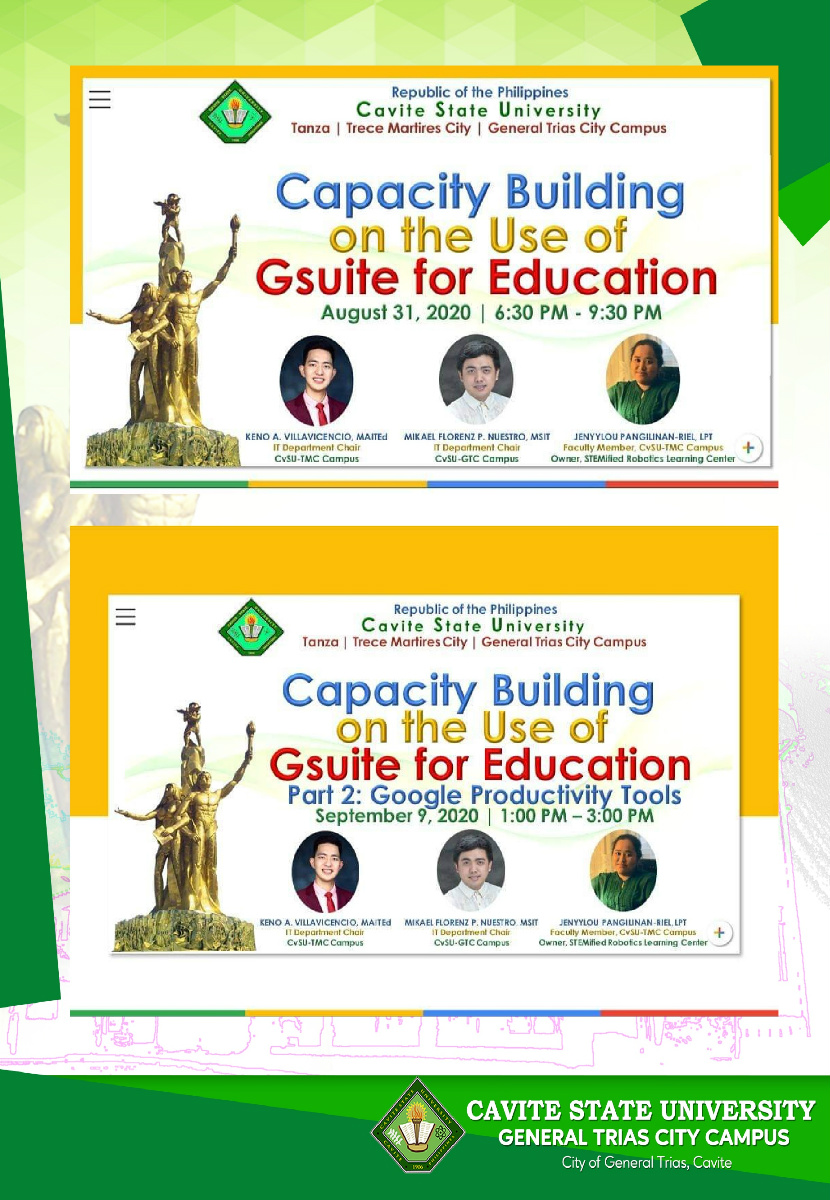 Republic of the Philippines
Cavite State University
Tanza | Trece Martires City | General Trias City Campus
Capacity Building
on the Use of
Gsuite for Education
August 31, 2020 | 6:30 PM - 9:30 PM
KENO A. VILLAVICENCIO, MAITEd
IT Department Chair
CvSU-TMC Campus
MIKAEL FLORENZ P. NUESTRO, MSIT
IT Department Chair
CvSU-GTC Campus
JENYYLOU PANGILINAN-RIEL, LPT
Faculty Member, CvSU-TMC Campus
Owner, STEMified Robotics Learning Center
Republic of the Philippines
Cavite State University
Tanza | Trece Martires City | General Trias City Campus
Capacity Building
on the Use of
Gsuite for Education
Part 2: Google Productivity Tools
September 9, 2020 | 1:00 PM – 3:00 PM
KENO A. VILLAVICENCIO, MAITEd
IT Department Chair
CvSU-TMC Campus
MIKAEL FLORENZ P. NUESTRO, MSIT
IT Department Chair
CvSU-GTC Campus
JENYYLOU PANGILINAN-RIEL, LPT
Faculty Member, CvSU-TMC Campus
Owner, STEMified Robotics Learning Center
1906
CAVITE STATE UNIVERSITY
GENERAL TRIAS CITY CAMPUS
City of General Trias, Cavite